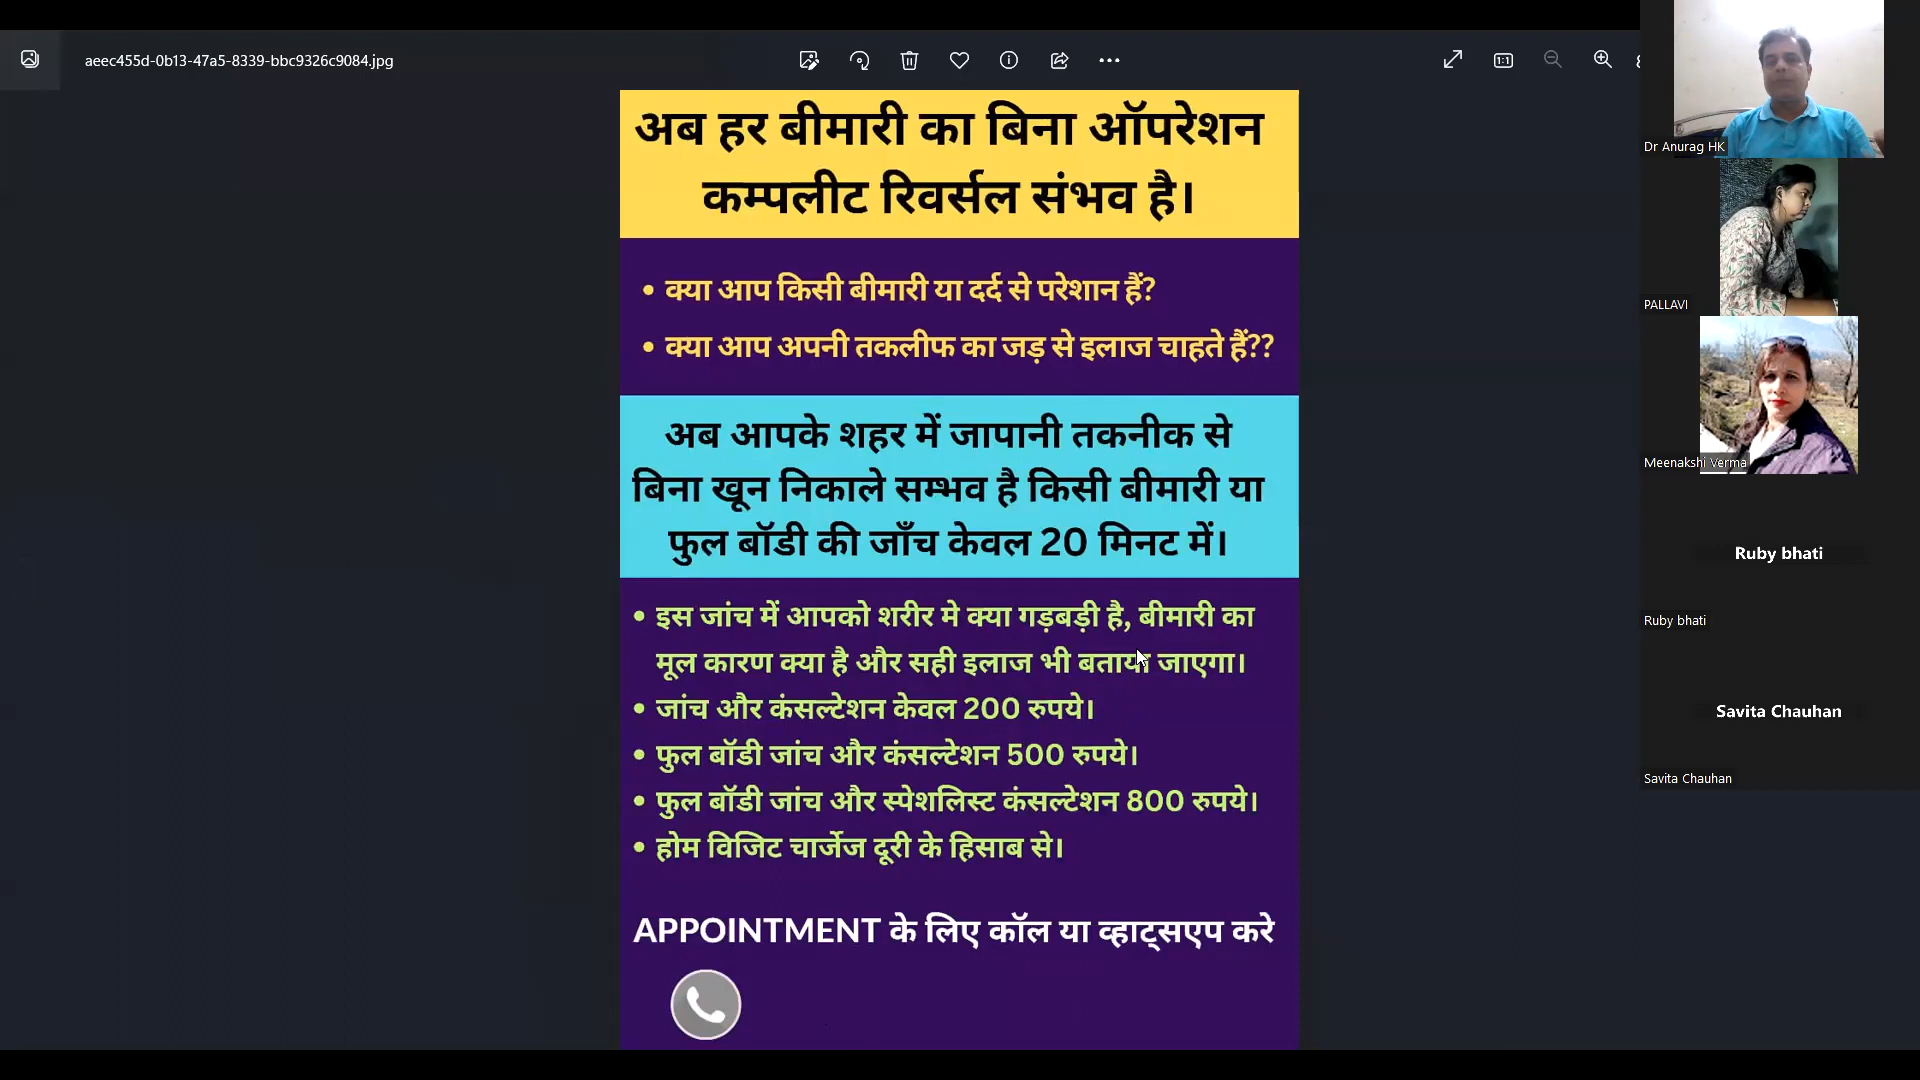 aeec455d-0b13-47a5-8339-bbc9326c9084.jpg
1:1
अब हर बीमारी का बिना ऑपरेशन
कम्पलीट रिवर्सल संभव है।
• क्या आप किसी बीमारी या दर्द से परेशान हैं?
• क्या आप अपनी तकलीफ का जड़ से इलाज चाहते हैं??
अब आपके शहर में जापानी तकनीक से
बिना खून निकाले सम्भव है किसी बीमारी या
फुल बॉडी की जाँच केवल 20 मिनट में।
• इस जांच में आपको शरीर मे क्या गड़बड़ी है, बीमारी का
मूल कारण क्या है और सही इलाज भी बताया जाएगा।
• जांच और कंसल्टेशन केवल 200 रुपये।
• फुल बॉडी जांच और कंसल्टेशन 500 रुपये।
• फुल बॉडी जांच और स्पेशलिस्ट कंसल्टेशन 800 रुपये।
• होम विजिट चार्जेज दूरी के हिसाब से।
APPOINTMENT के लिए कॉल या व्हाट्सएप करे
Dr Anurag HK
PALLAVI
Meenakshi Verma
Ruby bhati
Ruby bhati
Savita Chauhan
Savita Chauhan